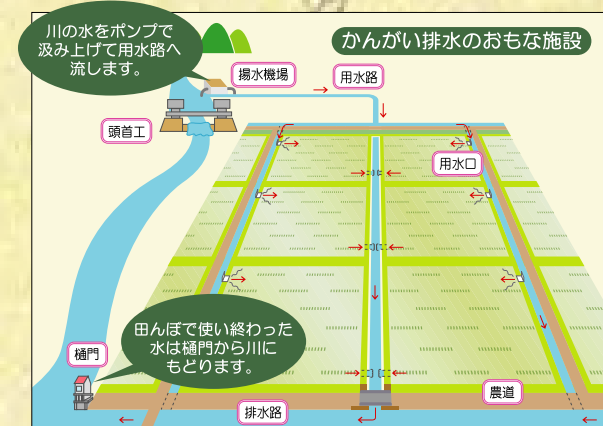 川の水をポンプで
汲み上げて用水路へ
流します。
かんがい排水のおもな施設
揚水機場
用水路
頭首工
用水口
田んぼで使い終わった
水は樋門から川に
もどります。
樋門
農道
排水路